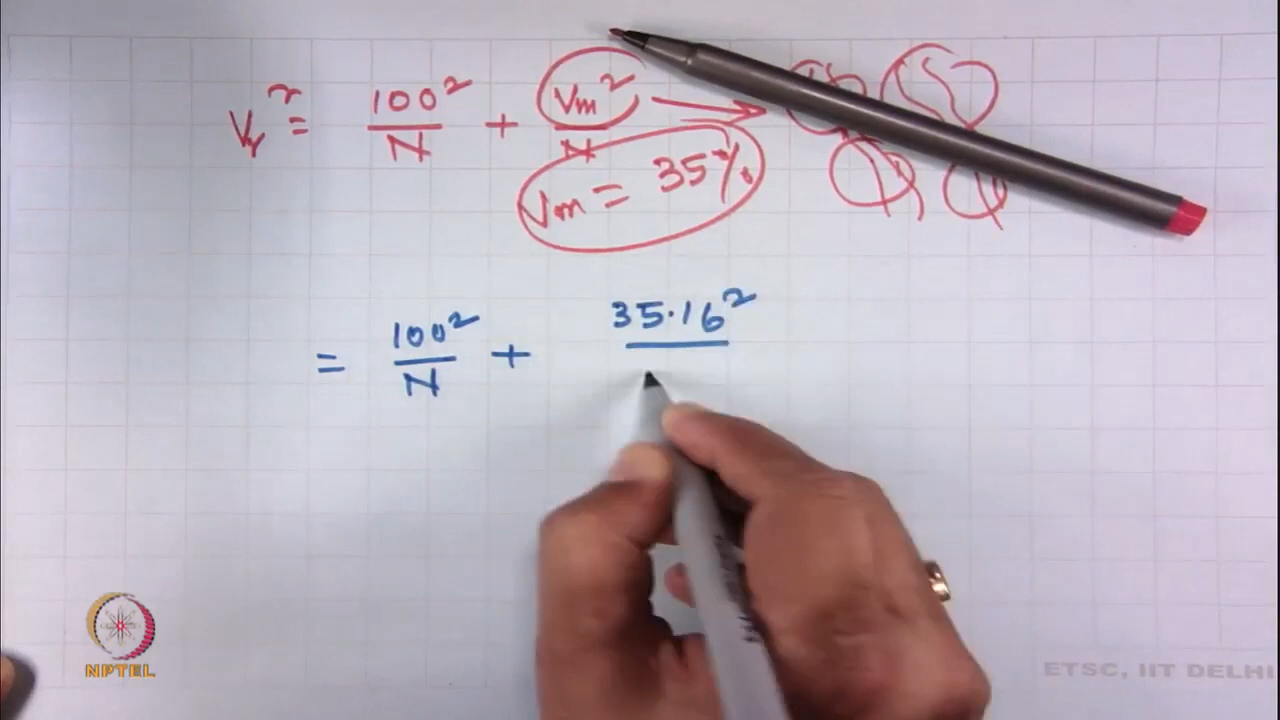 Vr² = 100²/N + Vm²/N
Vm = 35%
= 100²/N + 35.16²
NPTEL
ETSC, IIT DELHI